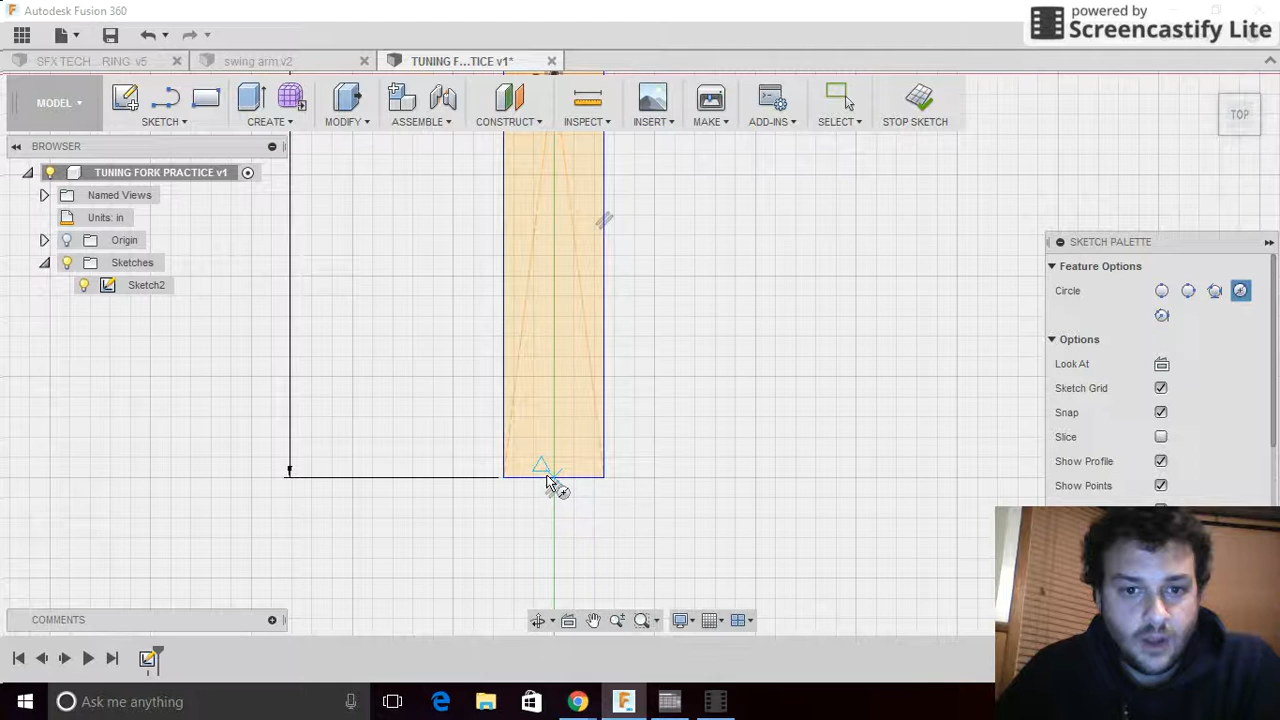 Autodesk Fusion 360
powered by
Screencastify Lite
SFX TECH...RING v5
swing arm v2
TUNING F...TICE v1*
MODEL
SKETCH
CREATE
MODIFY
ASSEMBLE
CONSTRUCT
INSPECT
INSERT
MAKE
ADD-INS
SELECT
STOP SKETCH
TOP
BROWSER
TUNING FORK PRACTICE v1
Named Views
Units: in
Origin
Sketches
Sketch2
SKETCH PALETTE
Feature Options
Circle
Options
Look At
Sketch Grid
Snap
Slice
Show Profile
Show Points
COMMENTS
Ask me anything